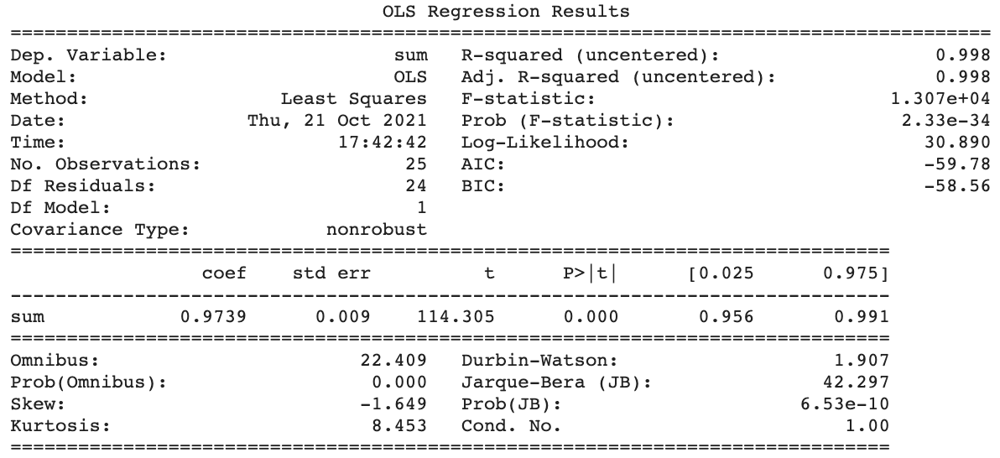 OLS Regression Results
==============================================================================
Dep. Variable: sum R-squared (uncentered): 0.998
Model: OLS Adj. R-squared (uncentered): 0.998
Method: Least Squares F-statistic: 1.307e+04
Date: Thu, 21 Oct 2021 Prob (F-statistic): 2.33e-34
Time: 17:42:42 Log-Likelihood: 30.890
No. Observations: 25 AIC: -59.78
Df Residuals: 24 BIC: -58.56
Df Model: 1
Covariance Type: nonrobust
==============================================================================
coef std err t P>|t| [0.025 0.975]
------------------------------------------------------------------------------
sum 0.9739 0.009 114.305 0.000 0.956 0.991
==============================================================================
Omnibus: 22.409 Durbin-Watson: 1.907
Prob(Omnibus): 0.000 Jarque-Bera (JB): 42.297
Skew: -1.649 Prob(JB): 6.53e-10
Kurtosis: 8.453 Cond. No. 1.00
==============================================================================